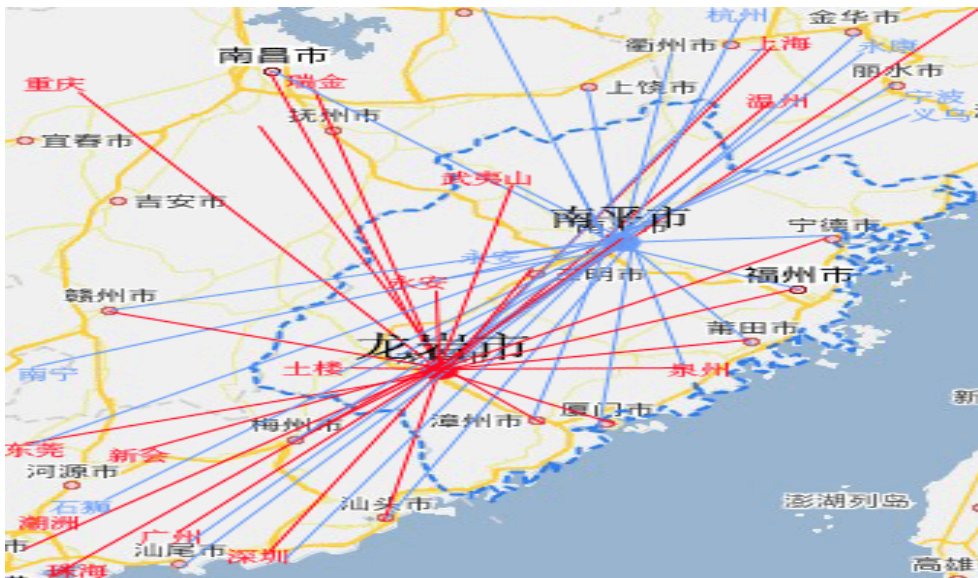 杭州
金华市
衢州市
上海
永康
南昌市
丽水市
重庆
瑞金
上饶市
温州
宁波
抚州市
义乌
宜春市
武夷山
吉安市
南平市
宁德市
永安
三明市
永安
福州市
赣州市
莆田市
龙岩市
土楼
泉州
南宁
新
漳州市
厦门市
梅州市
东莞
新会
河源市
石狮
汕头市
澎湖列岛
潮洲
广州
市
汕尾市
深圳
珠海
高雄